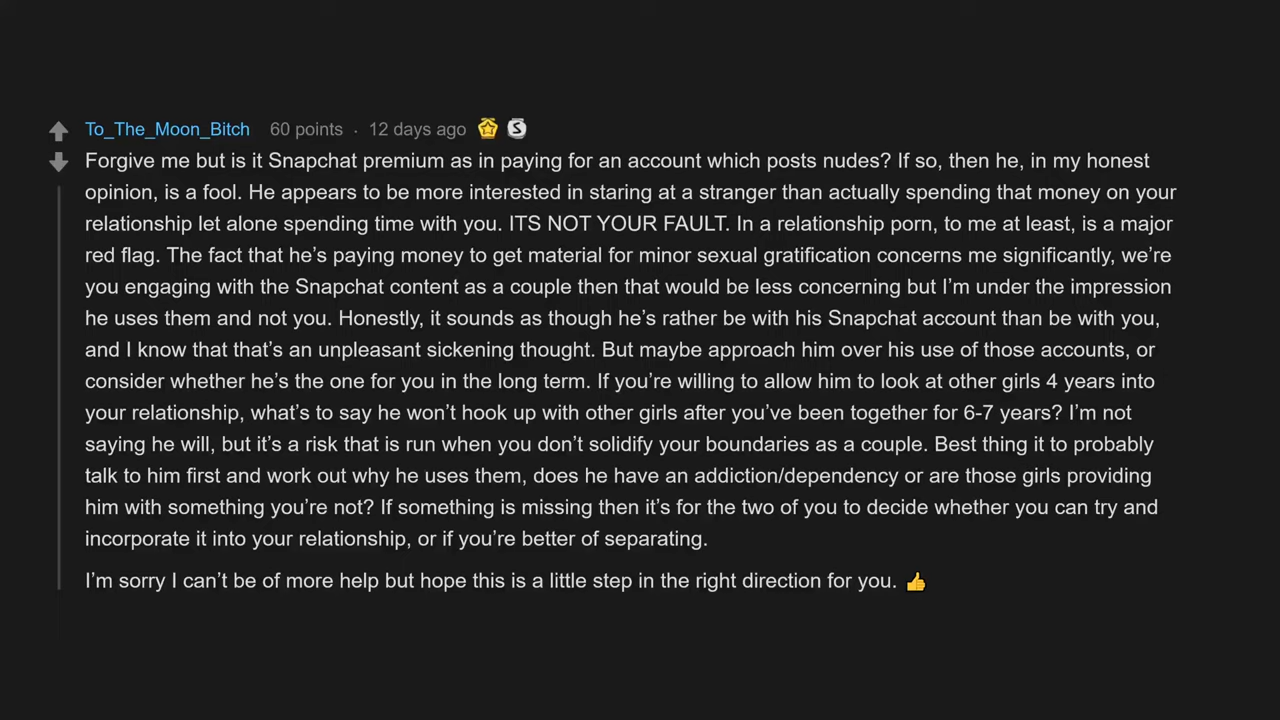 To_The_Moon_Bitch 60 points · 12 days ago
Forgive me but is it Snapchat premium as in paying for an account which posts nudes? If so, then he, in my honest
opinion, is a fool. He appears to be more interested in staring at a stranger than actually spending that money on your
relationship let alone spending time with you. ITS NOT YOUR FAULT. In a relationship porn, to me at least, is a major
red flag. The fact that he’s paying money to get material for minor sexual gratification concerns me significantly, we’re
you engaging with the Snapchat content as a couple then that would be less concerning but I’m under the impression
he uses them and not you. Honestly, it sounds as though he’s rather be with his Snapchat account than be with you,
and I know that that’s an unpleasant sickening thought. But maybe approach him over his use of those accounts, or
consider whether he’s the one for you in the long term. If you’re willing to allow him to look at other girls 4 years into
your relationship, what’s to say he won’t hook up with other girls after you’ve been together for 6-7 years? I’m not
saying he will, but it’s a risk that is run when you don’t solidify your boundaries as a couple. Best thing it to probably
talk to him first and work out why he uses them, does he have an addiction/dependency or are those girls providing
him with something you’re not? If something is missing then it’s for the two of you to decide whether you can try and
incorporate it into your relationship, or if you’re better of separating.
I’m sorry I can’t be of more help but hope this is a little step in the right direction for you. 👍